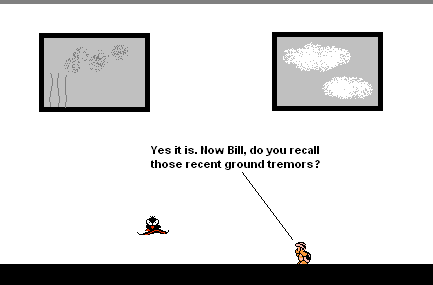 Yes it is. Now Bill, do you recall
those recent ground tremors?